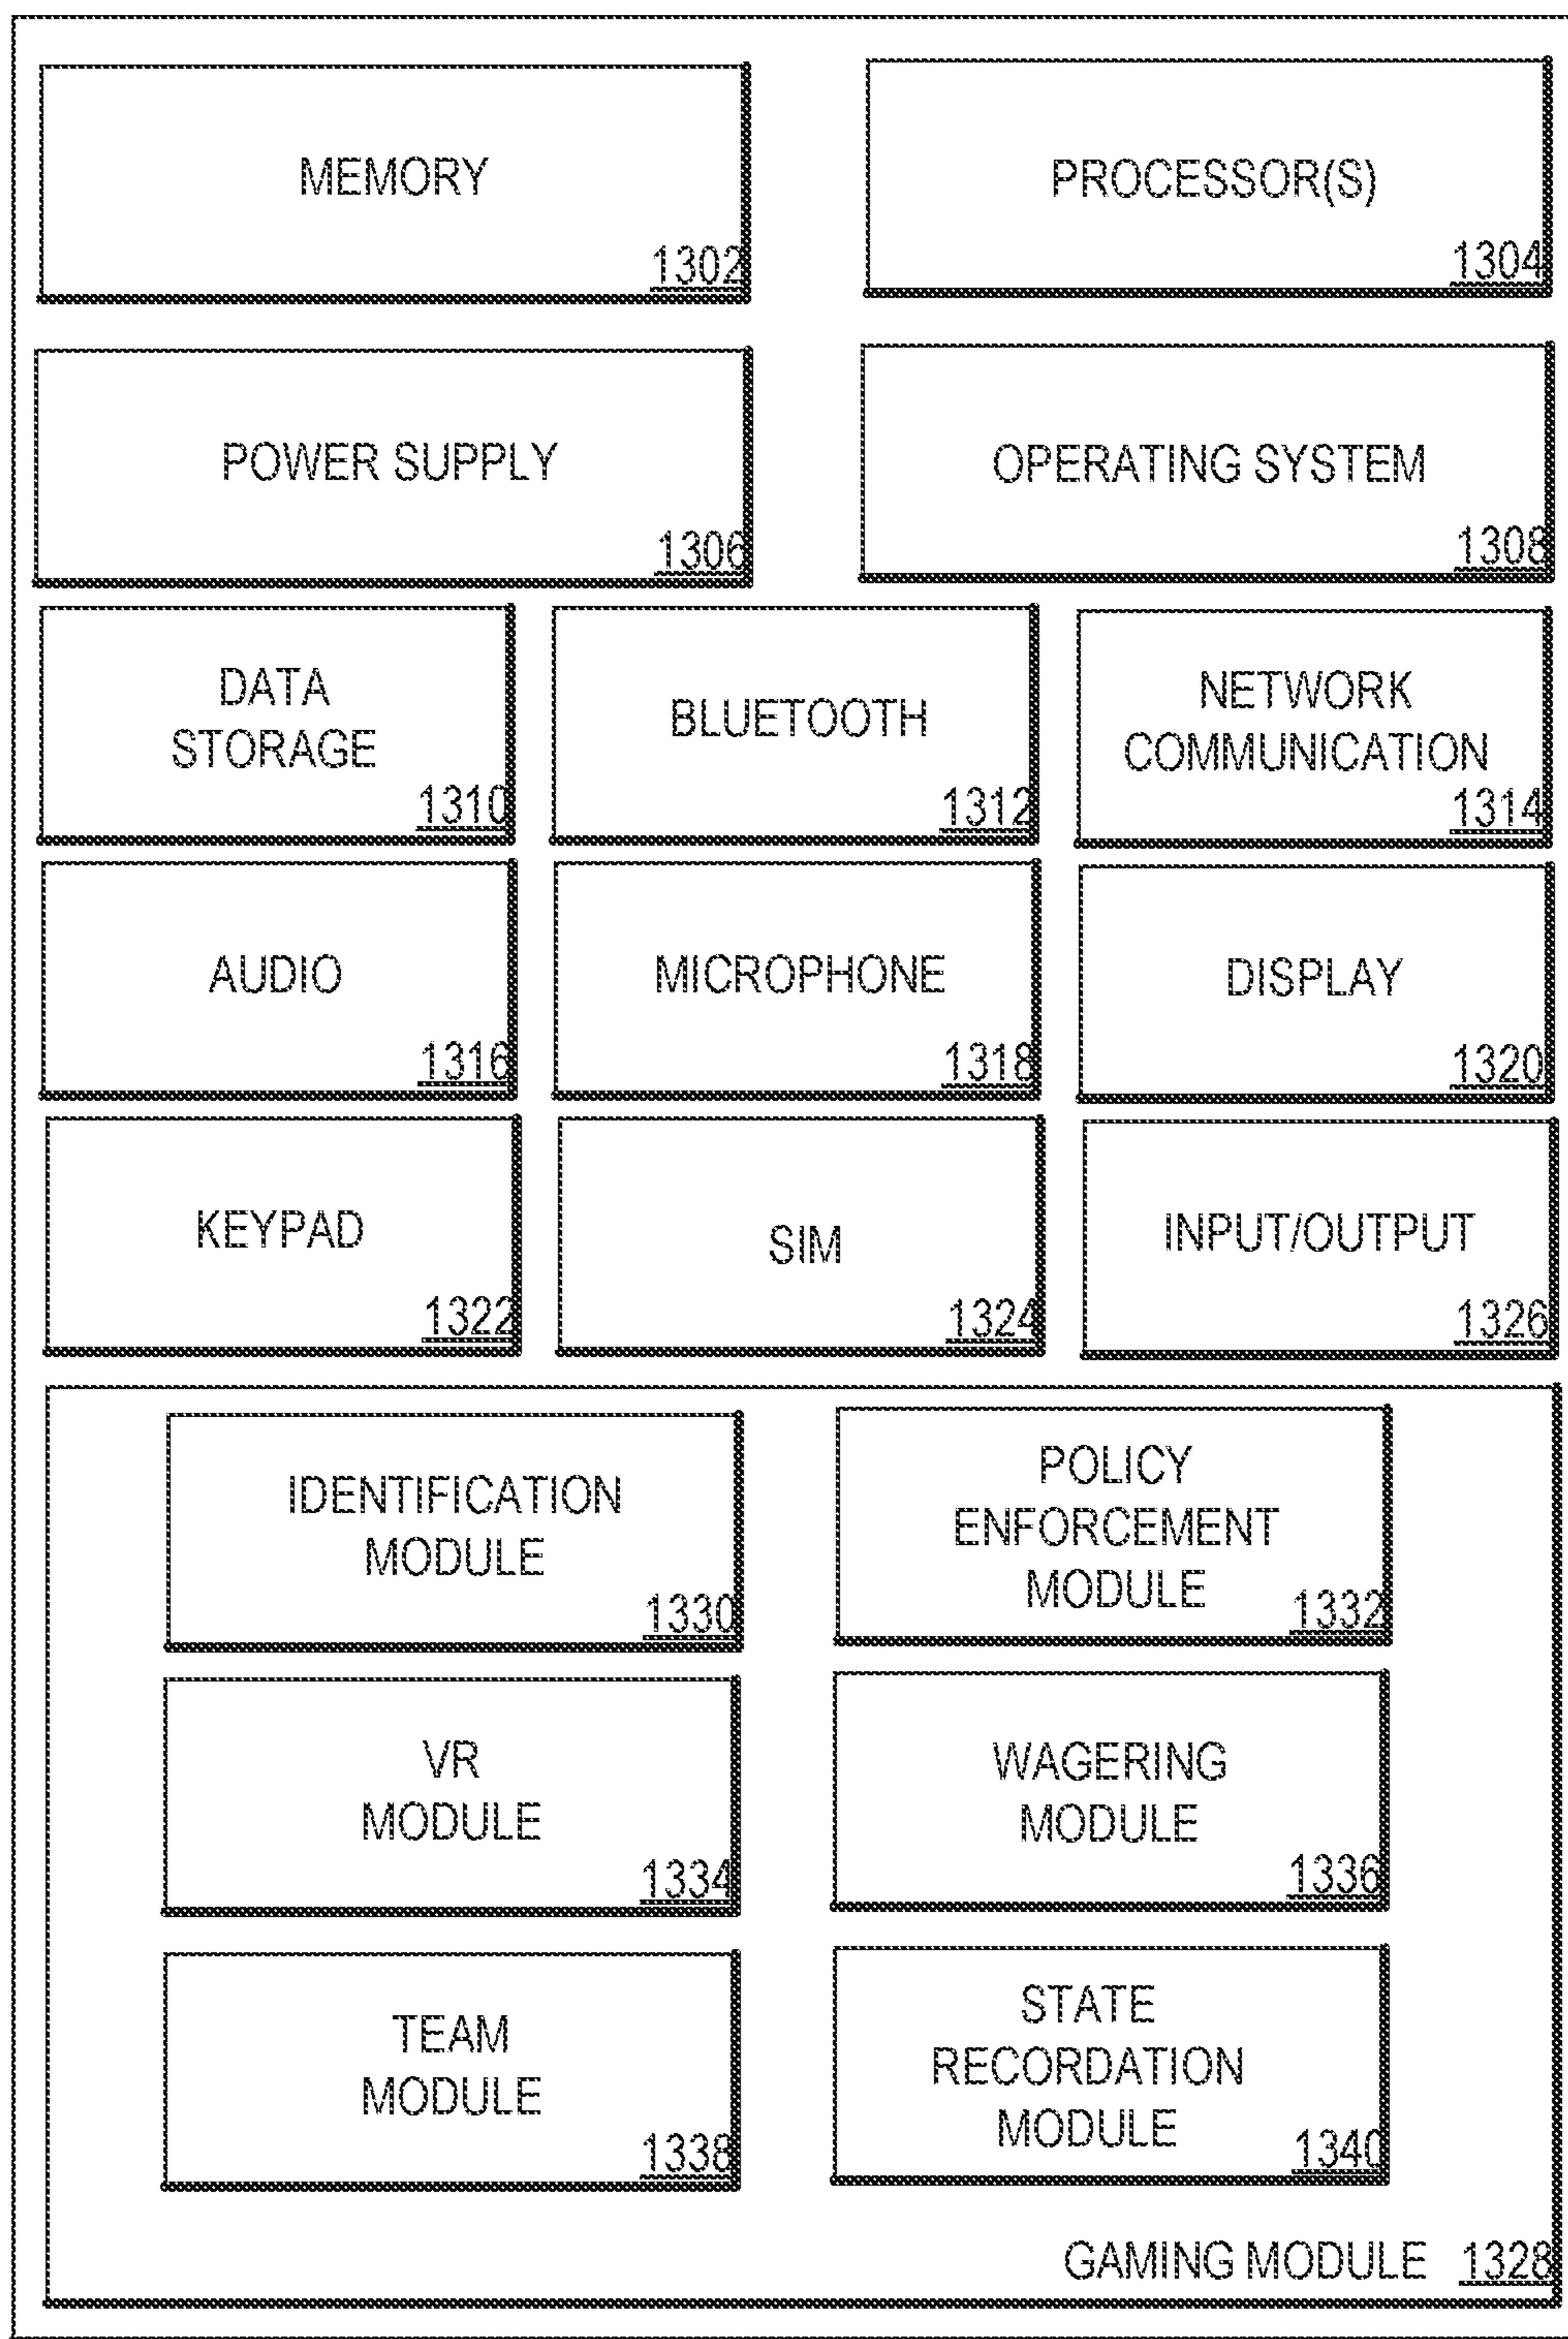 MEMORY
1302
PROCESSOR(S)
1304
POWER SUPPLY
1306
OPERATING SYSTEM
1308
DATA
STORAGE
1310
BLUETOOTH
1312
NETWORK
COMMUNICATION
1314
AUDIO
1316
MICROPHONE
1318
DISPLAY
1320
KEYPAD
1322
SIM
1324
INPUT/OUTPUT
1326
IDENTIFICATION
MODULE
1330
POLICY
ENFORCEMENT
MODULE
1332
VR
MODULE
1334
WAGERING
MODULE
1336
TEAM
MODULE
1338
STATE
RECORDATION
MODULE
1340
GAMING MODULE 1328